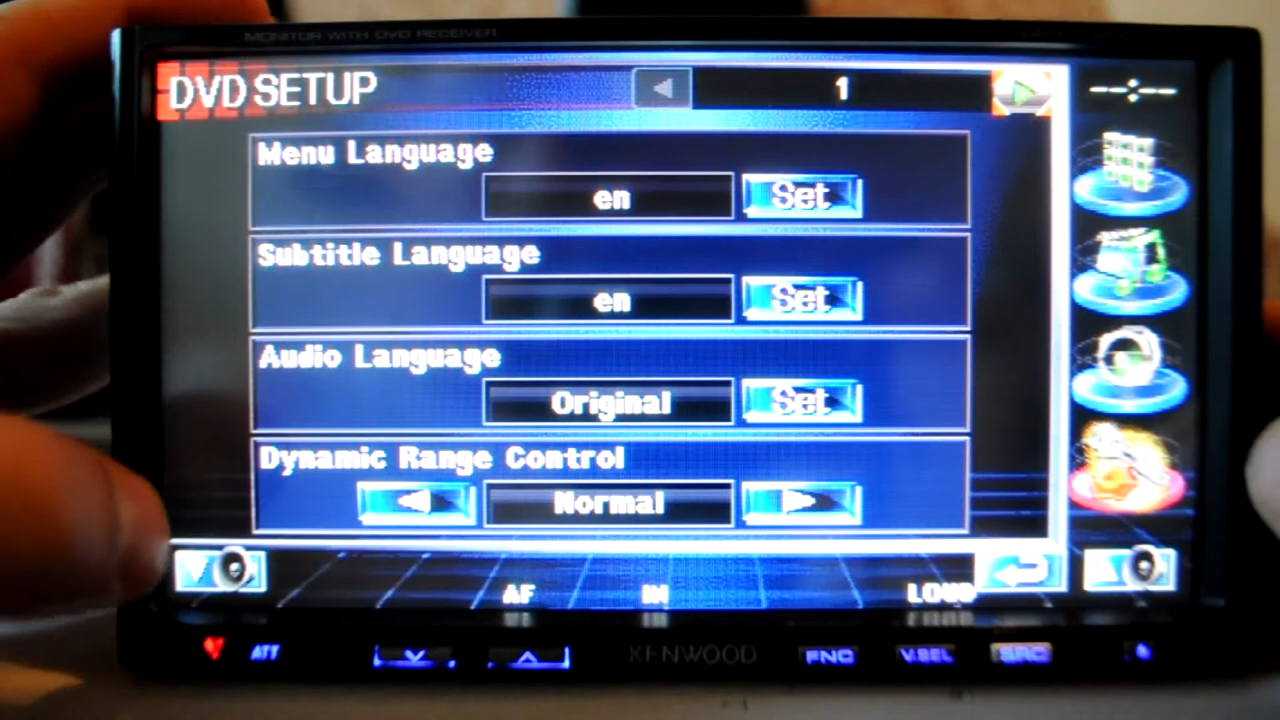 MONITOR WITH DVD RECEIVER
DVD SETUP
1
Menu Language
en
Set
Subtitle Language
en
Set
Audio Language
Original
Set
Dynamic Range Control
Normal
AF
IN
LOUD
ATT
KENWOOD
FNC
V.SEL
SRC